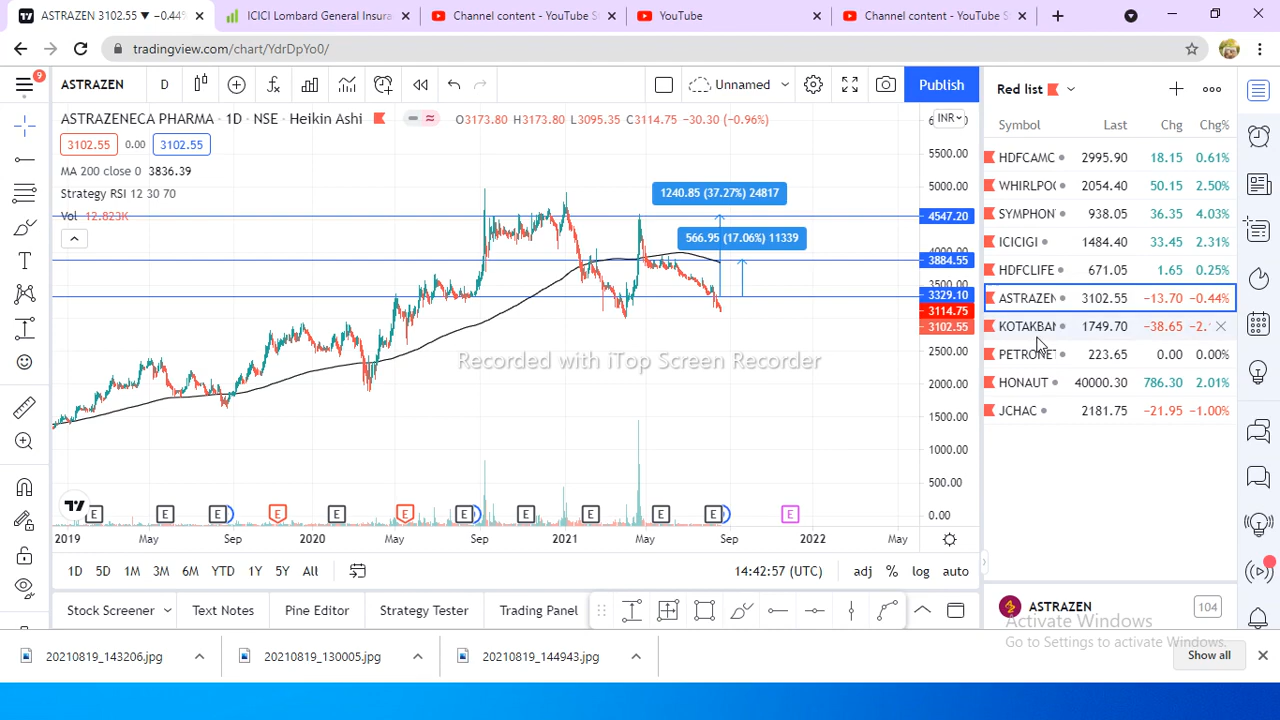 ASTRAZEN 3102.55 ▼ −0.44%
ICICI Lombard General Insura
Channel content - YouTube S
YouTube
Channel content - YouTube S
tradingview.com/chart/YdrDpYo0/
9
ASTRAZEN
D
Unnamed
Publish
ASTRAZENECA PHARMA · 1D · NSE · Heikin Ashi
O3173.80 H3173.80 L3095.35 C3114.75 −30.30 (−0.96%)
INR
3102.55 0.00 3102.55
MA 200 close 0 3836.39
Strategy RSI 12 30 70
Vol 12.823K
1240.85 (37.27%) 24817
566.95 (17.06%) 11339
5500.00
5000.00
4547.20
4000.00
3884.55
3500.00
3329.10
3114.75
3102.55
2500.00
2000.00
1500.00
1000.00
500.00
0.00
Recorded with iTop Screen Recorder
E E E E E E E E E E E E E
2019 May Sep 2020 May Sep 2021 May Sep 2022 May
1D 5D 1M 3M 6M YTD 1Y 5Y All
14:42:57 (UTC) adj % log auto
Stock Screener Text Notes Pine Editor Strategy Tester Trading Panel
Red list
Symbol Last Chg Chg%
HDFCAMC 2995.90 18.15 0.61%
WHIRLPO 2054.40 50.15 2.50%
SYMPHON 938.05 36.35 4.03%
ICICIGI 1484.40 33.45 2.31%
HDFCLIFE 671.05 1.65 0.25%
ASTRAZEN 3102.55 −13.70 −0.44%
KOTAKBAN 1749.70 −38.65 −2.
PETRONET 223.65 0.00 0.00%
HONAUT 40000.30 786.30 2.01%
JCHAC 2181.75 −21.95 −1.00%
ASTRAZEN 104
Activate Windows
Go to Settings to activate Windows.
20210819_143206.jpg
20210819_130005.jpg
20210819_144943.jpg
Show all